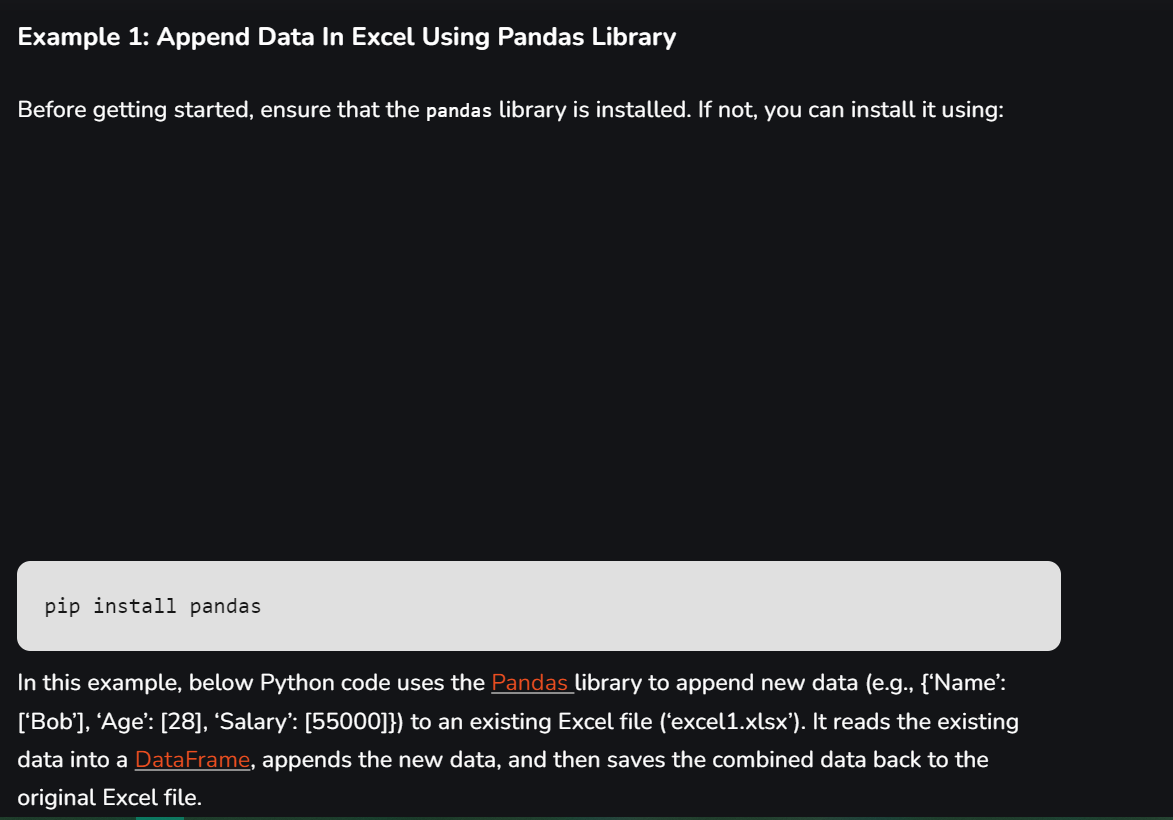 Example 1: Append Data In Excel Using Pandas Library
Before getting started, ensure that the pandas library is installed. If not, you can install it using:
pip install pandas
In this example, below Python code uses the Pandas library to append new data (e.g., {‘Name’:
[‘Bob’], ‘Age’: [28], ‘Salary’: [55000]}) to an existing Excel file (‘excel1.xlsx’). It reads the existing
data into a DataFrame, appends the new data, and then saves the combined data back to the
original Excel file.